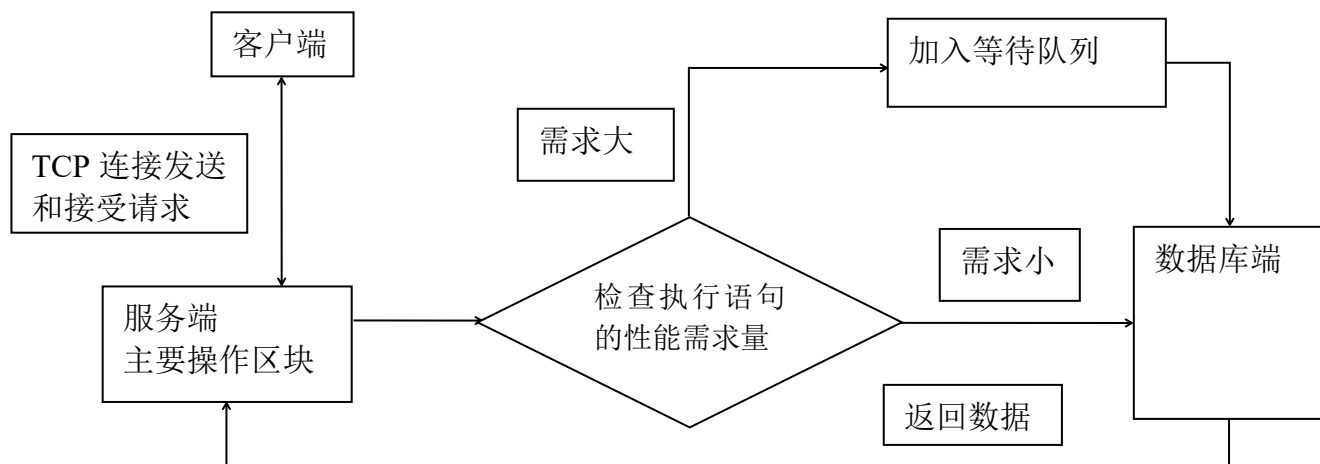 客户端
加入等待队列
需求大
TCP 连接发送
和接受请求
需求小
数据库端
检查执行语句
的性能需求量
服务端
主要操作区块
返回数据